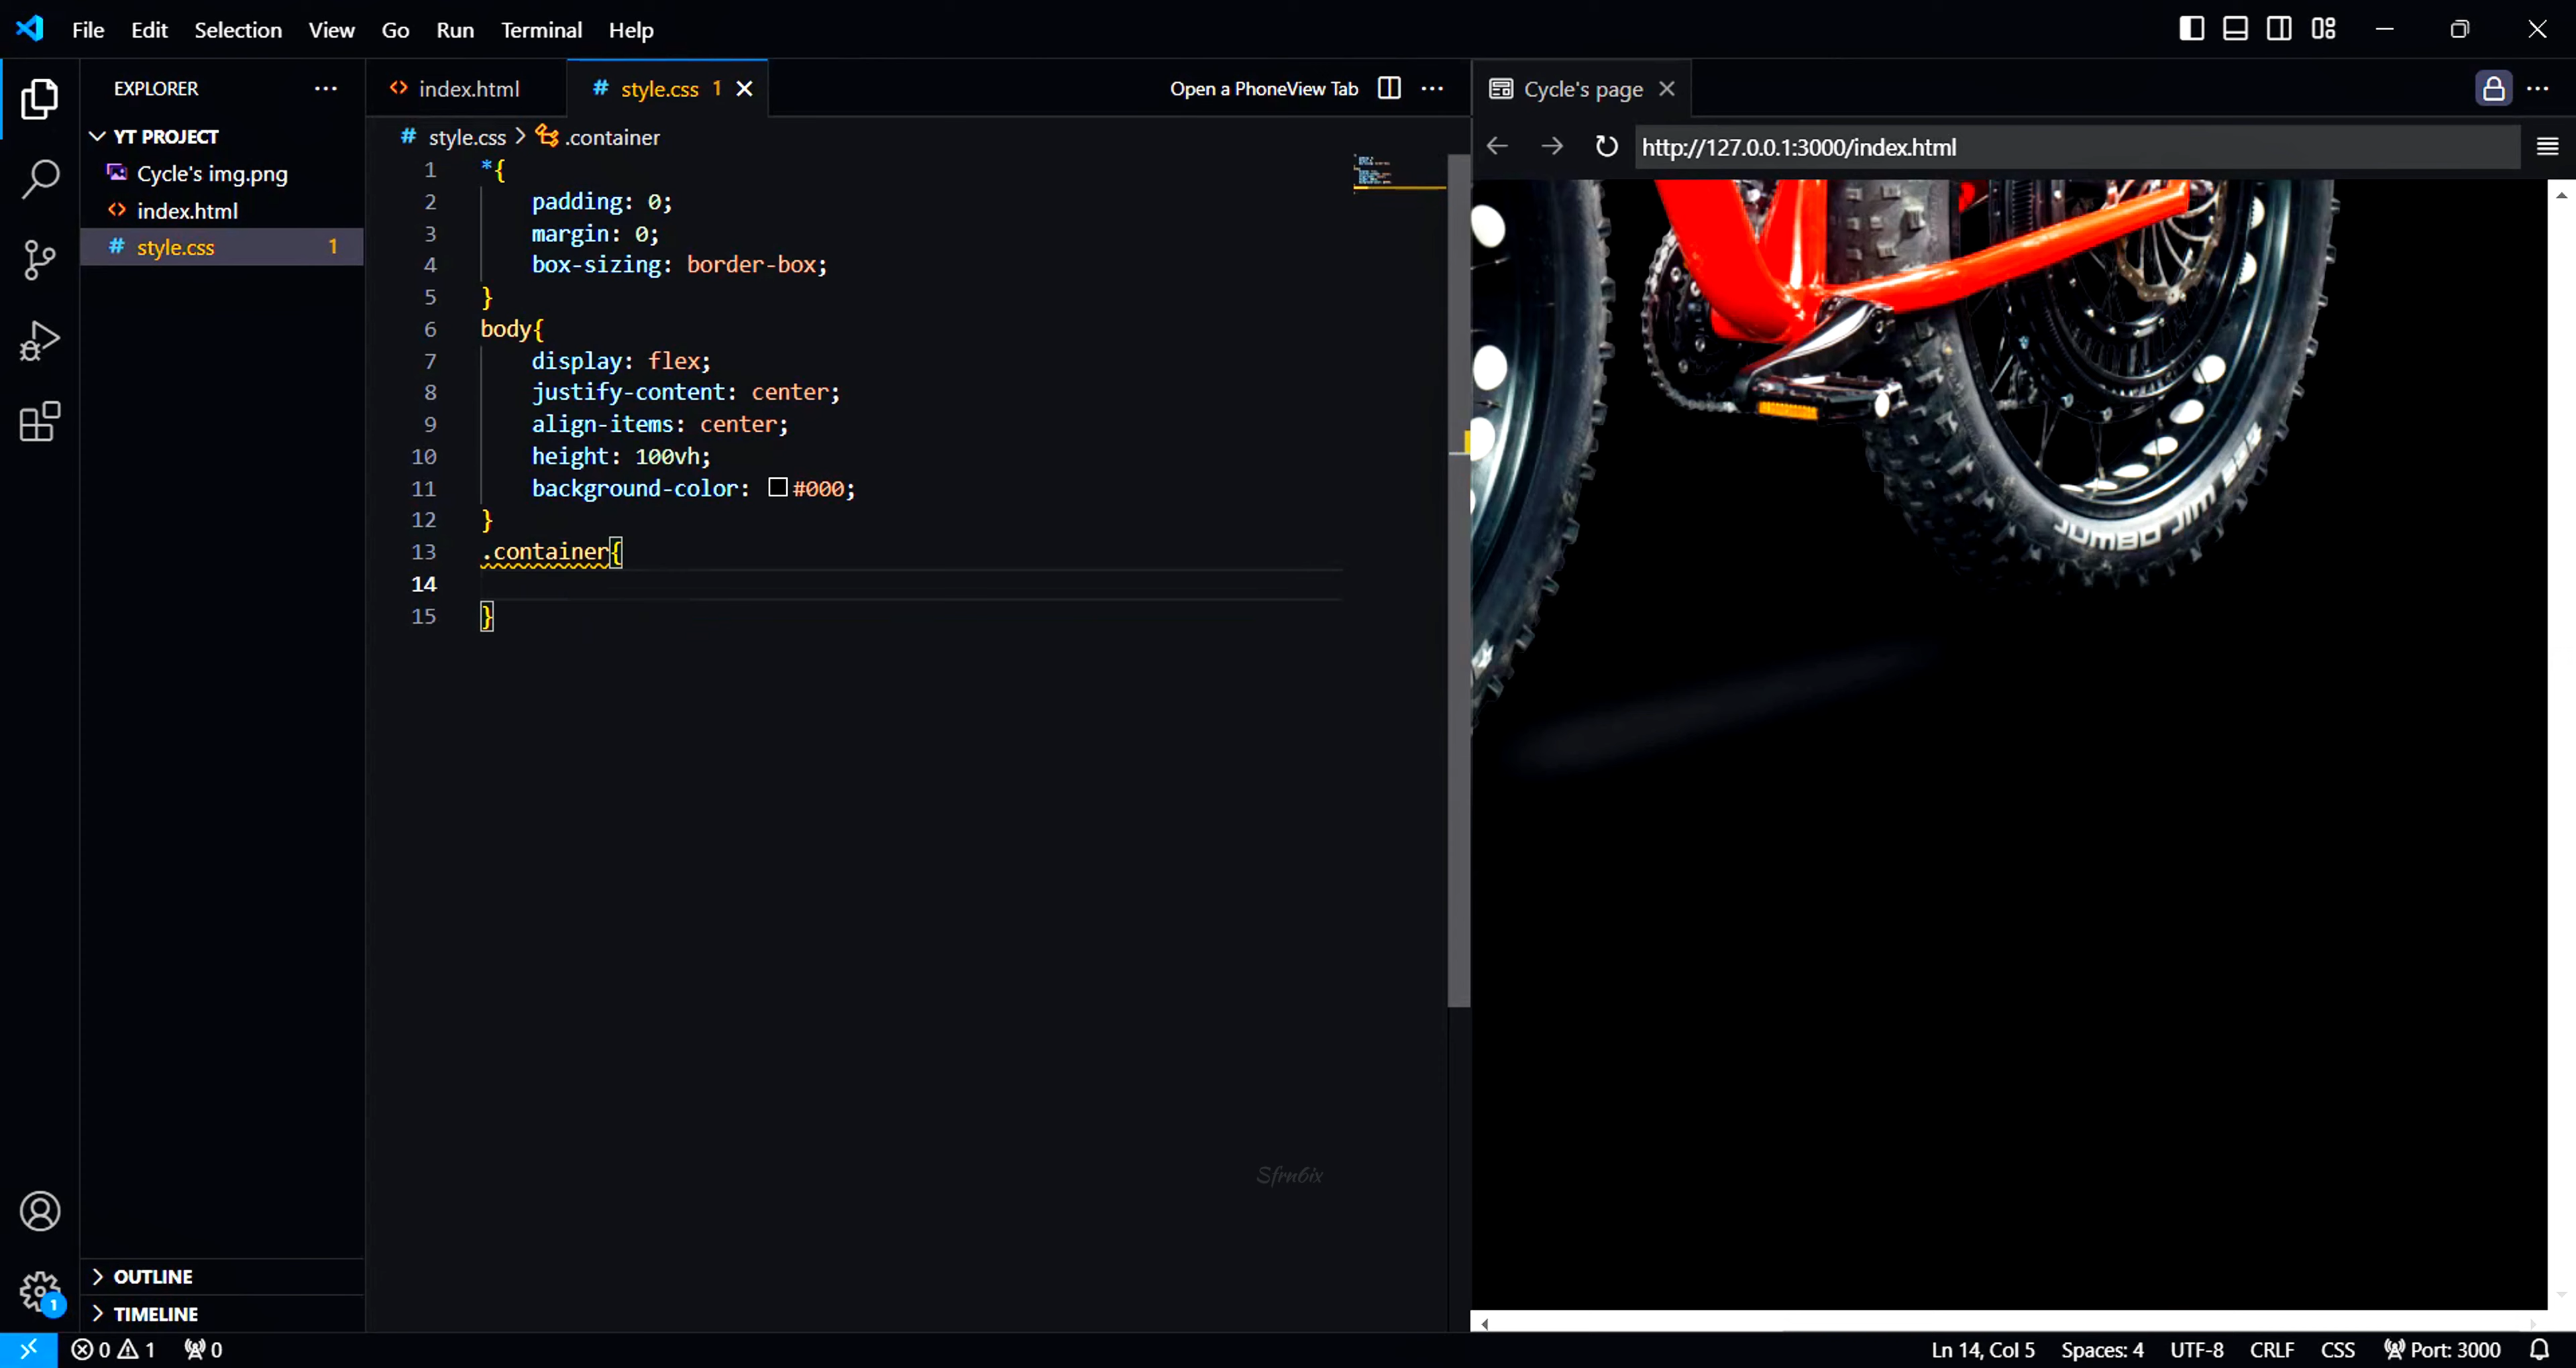 File Edit Selection View Go Run Terminal Help
EXPLORER
YT PROJECT
Cycle's img.png
index.html
style.css 1
OUTLINE
TIMELINE
index.html
style.css 1
Open a PhoneView Tab
style.css > .container
1 *{
2 padding: 0;
3 margin: 0;
4 box-sizing: border-box;
5 }
6 body{
7 display: flex;
8 justify-content: center;
9 align-items: center;
10 height: 100vh;
11 background-color: #000;
12 }
13 .container{
14
15 }
Sfrn6ix
Cycle's page
http://127.0.0.1:3000/index.html
1
0 1 0
Ln 14, Col 5 Spaces: 4 UTF-8 CRLF CSS Port: 3000